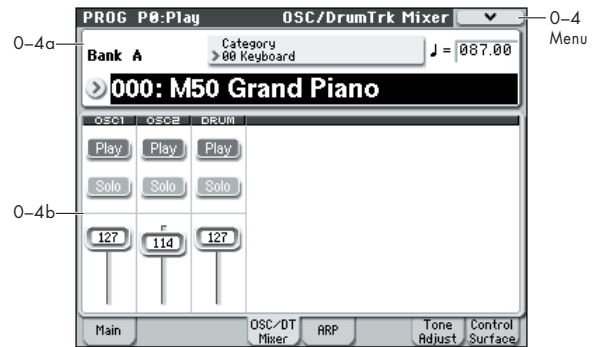 PROG P0:Play OSC/DrumTrk Mixer
0–4
Menu
0–4a
Bank A
Category
00 Keyboard
♩ = 087.00
000: M50 Grand Piano
OSC1 OSC2 DRUM
Play Play Play
Solo Solo Solo
0–4b
127 114 127
Main
OSC/DT
Mixer
ARP
Tone
Adjust
Control
Surface